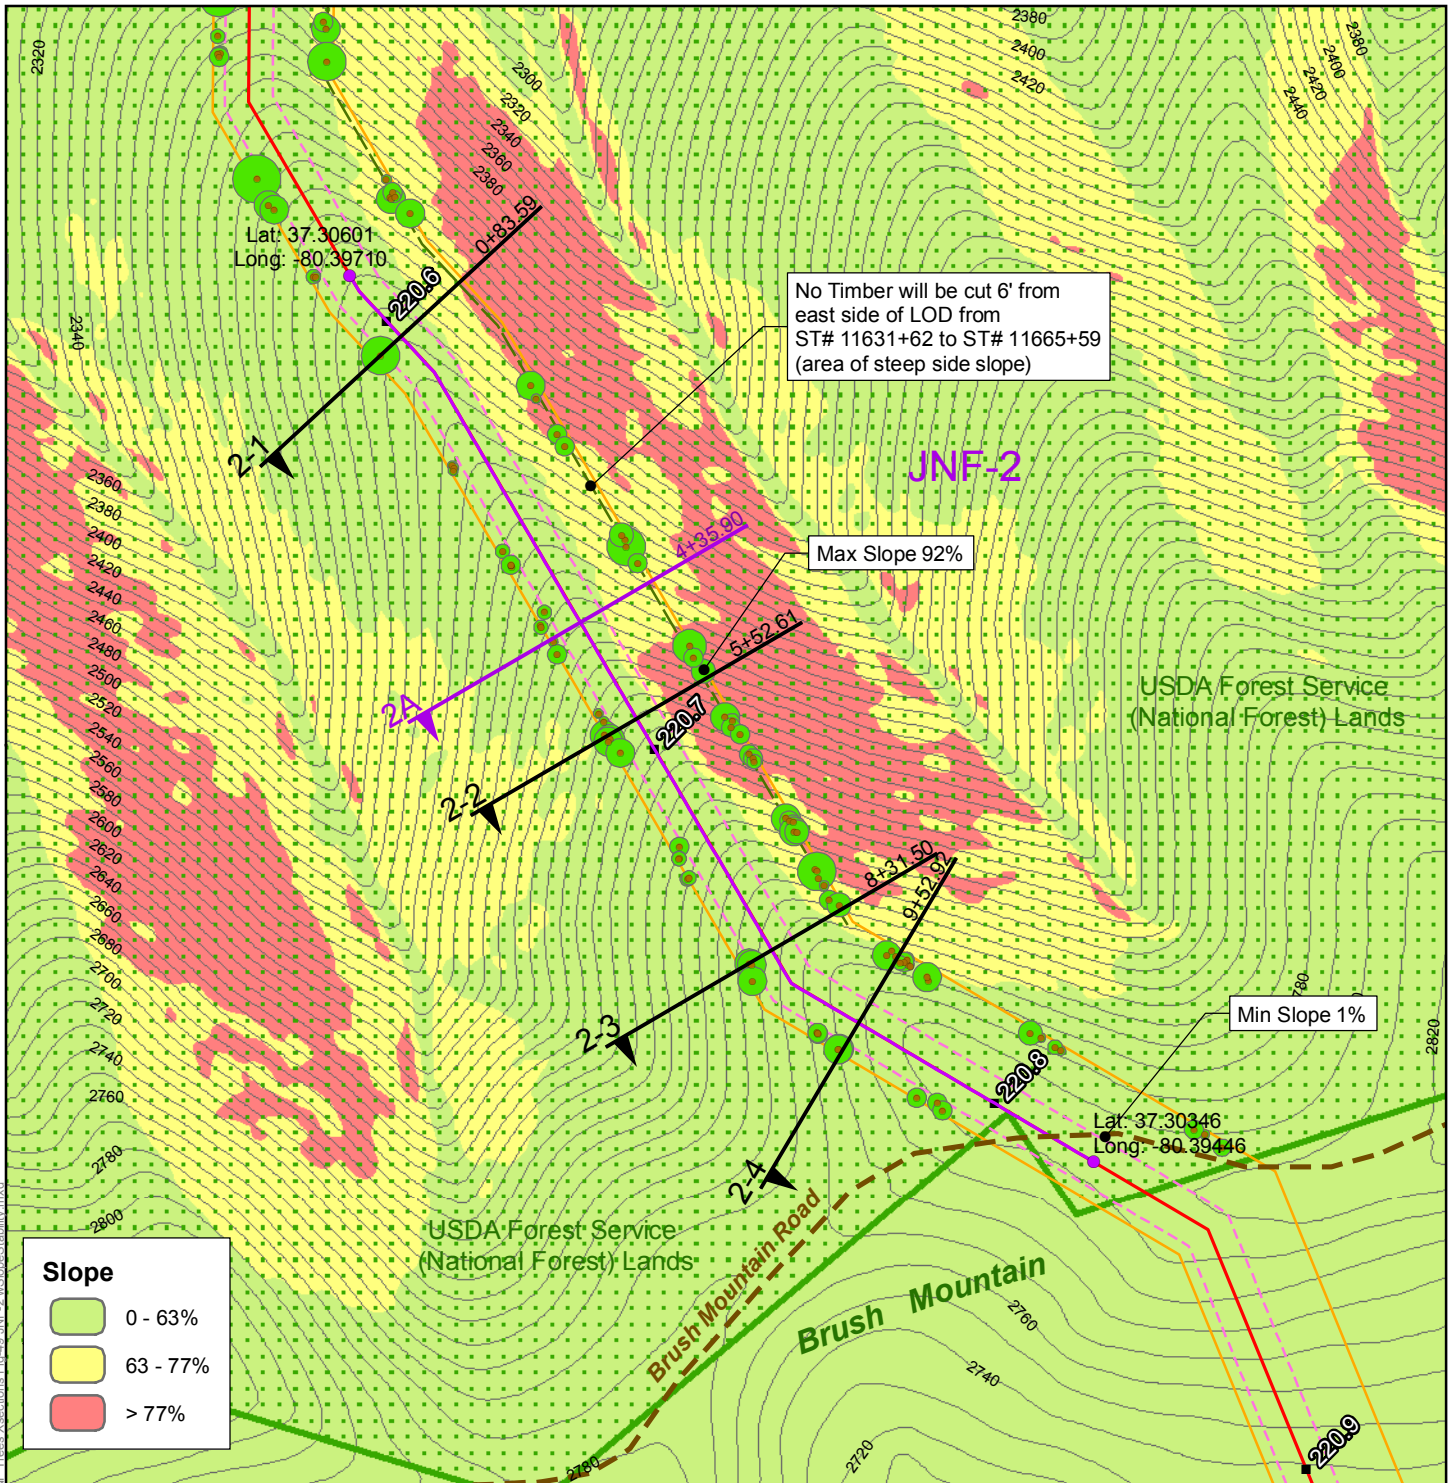 2320
2300
2320
2340
2360
2380
2380
2400
2420
2380
2400
2420
2440
0+83.59
Lat: 37.30601
Long: -80.39710
220.6
2340
No Timber will be cut 6' from
east side of LOD from
ST# 11631+62 to ST# 11665+59
(area of steep side slope)
2-1
JNF-2
2360
2380
2400
2420
2440
2460
2480
2500
2520
2540
2560
2580
2600
2620
2640
2660
2680
2700
2720
2740
2760
2780
2800
4+35.90
Max Slope 92%
5+52.61
2A
220.7
USDA Forest Service
(National Forest) Lands
2-2
8+31.50
9+52.92
2-3
780
Min Slope 1%
2820
220.8
Lat: 37.30346
Long: -80.39446
2-4
USDA Forest Service
(National Forest) Lands
Brush Mountain Road
Brush Mountain
2760
2740
2720
2780
220.9
Slope
0 - 63%
63 - 77%
> 77%